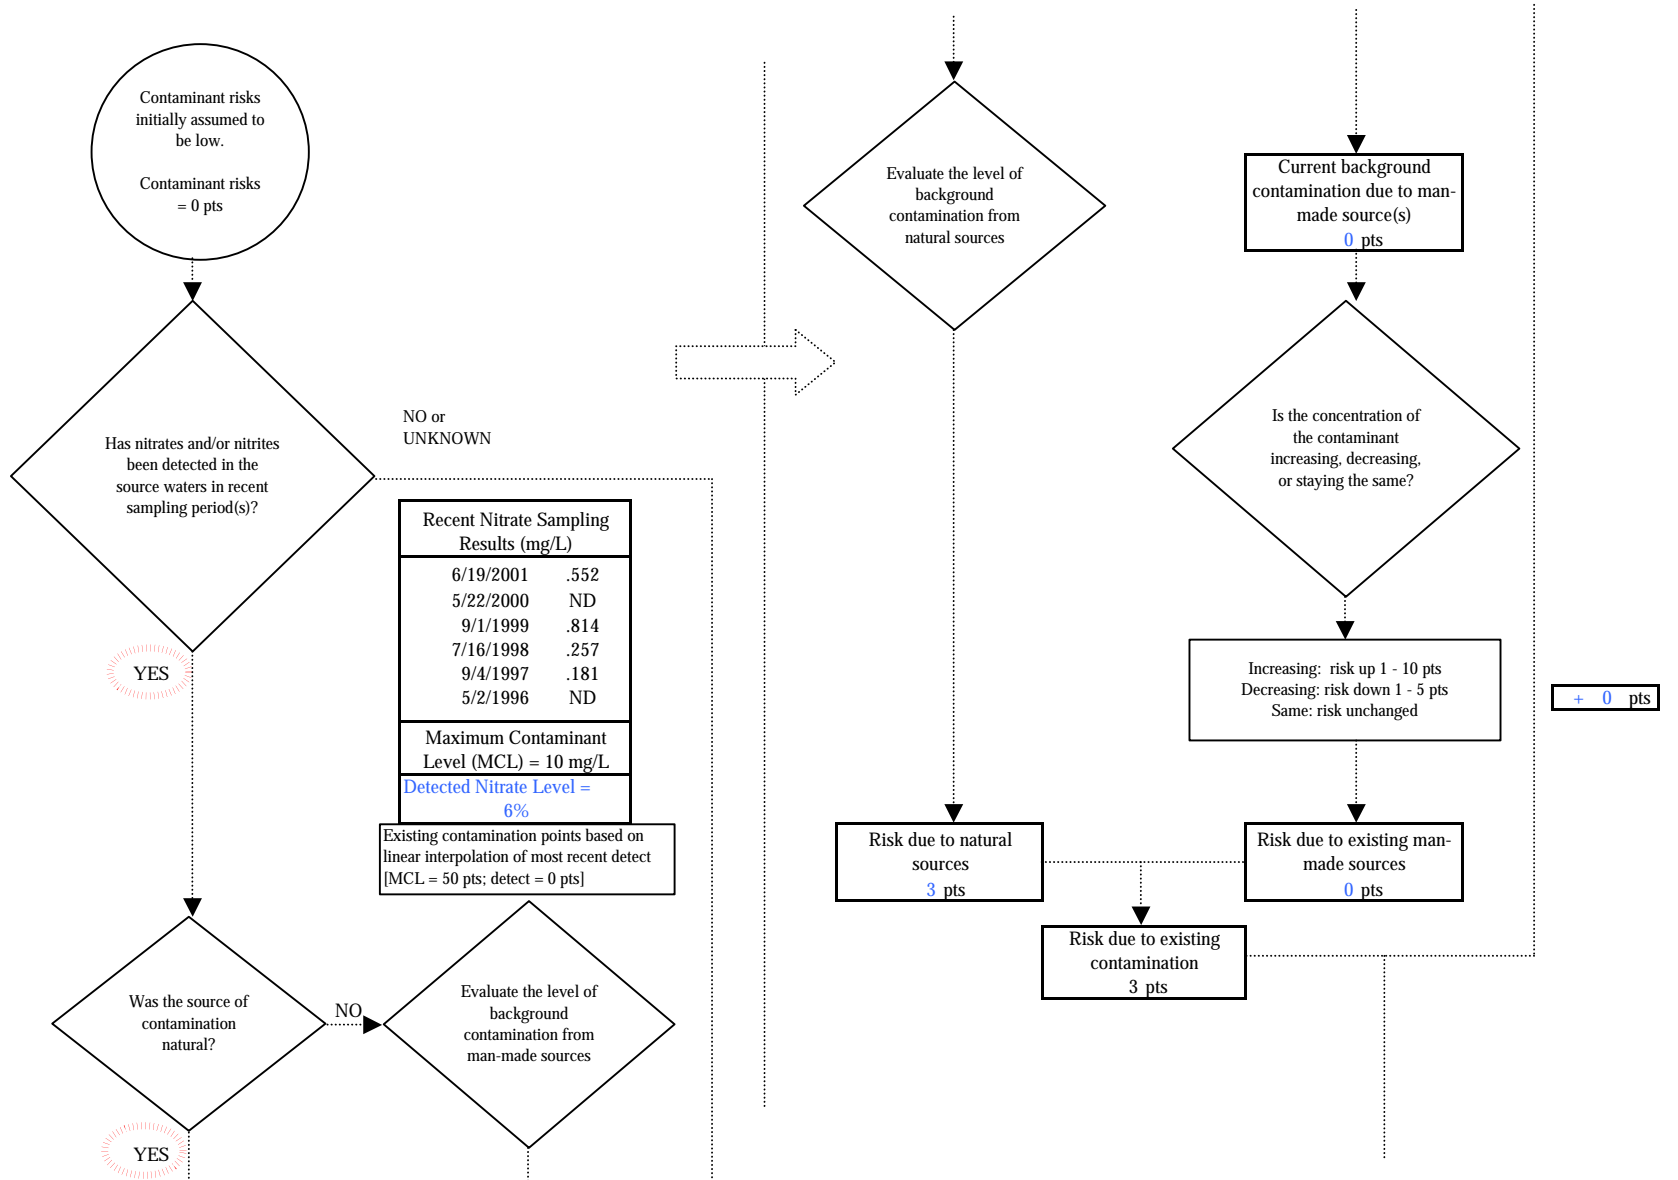 Contaminant risks
initially assumed to
be low.
Contaminant risks
= 0 pts
Has nitrates and/or nitrites
been detected in the
source waters in recent
sampling period(s)?
NO or
UNKNOWN
YES
Recent Nitrate Sampling
Results (mg/L)
6/19/2001 .552
5/22/2000 ND
9/1/1999 .814
7/16/1998 .257
9/4/1997 .181
5/2/1996 ND
Maximum Contaminant
Level (MCL) = 10 mg/L
Detected Nitrate Level =
6%
Existing contamination points based on
linear interpolation of most recent detect
[MCL = 50 pts; detect = 0 pts]
Was the source of
contamination
natural?
NO
YES
Evaluate the level of
background
contamination from
man-made sources
Evaluate the level of
background
contamination from
natural sources
Current background
contamination due to man-
made source(s)
0 pts
Is the concentration of
the contaminant
increasing, decreasing,
or staying the same?
Increasing: risk up 1 - 10 pts
Decreasing: risk down 1 - 5 pts
Same: risk unchanged
+ 0 pts
Risk due to natural
sources
3 pts
Risk due to existing man-
made sources
0 pts
Risk due to existing
contamination
3 pts